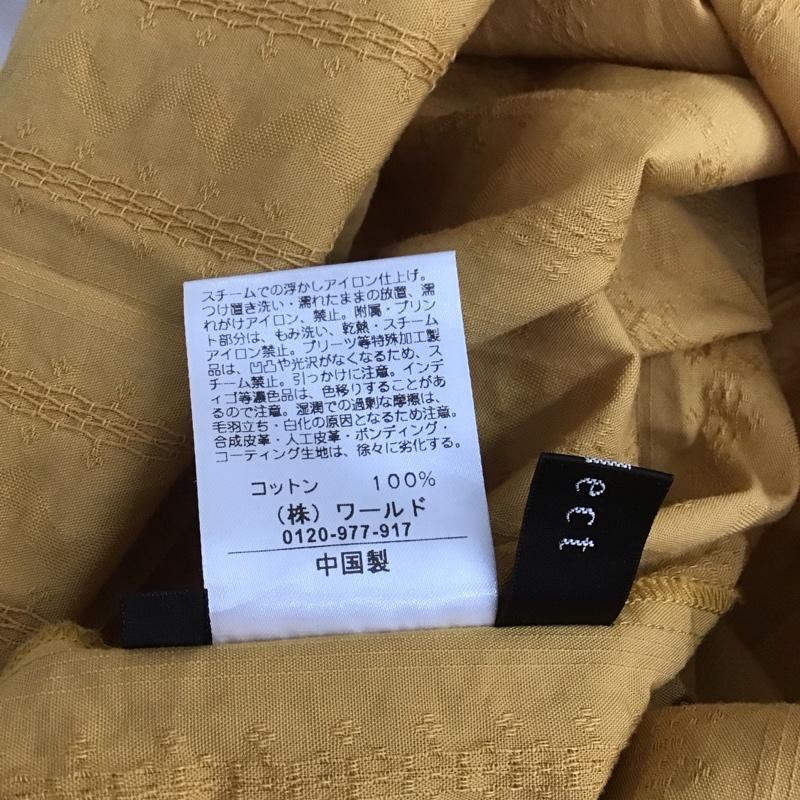 スチームでの浮かしアイロン仕上げ。
つけ置き洗い・濡れたままの放置、濡
れがけアイロン、禁止。附属・プリン
ト部分は、もみ洗い、乾熱・スチーム
アイロン禁止。プリーツ等特殊加工製
品は、凹凸や光沢がなくなるため、ス
チーム禁止。引っかけに注意。インデ
ィゴ等濃色品は、色移りすることがあ
るので注意。湿潤での過剰な摩擦は、
毛羽立ち・白化の原因となるため注意。
合成皮革・人工皮革・ボンディング・
コーティング生地は、徐々に劣化する。
コットン 100%
（株）ワールド
0120-977-917
中国製
ect